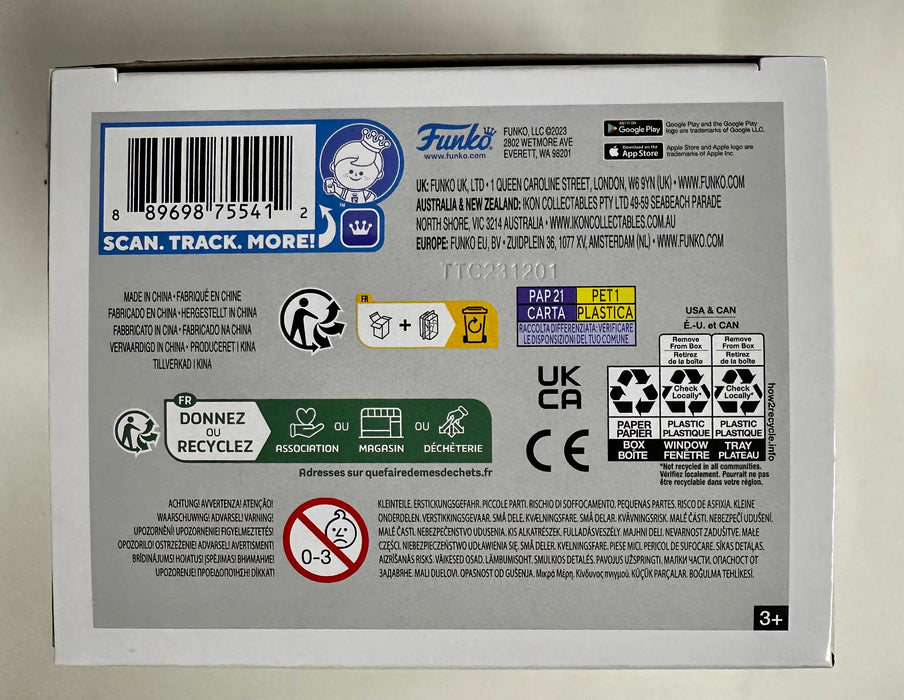 8 89698 75541 2
SCAN. TRACK. MORE!
TM
Funko
www.funko.com
FUNKO, LLC ©2023
2802 WETMORE AVE
EVERETT, WA 98201
GET IT ON
Google Play
Google Play and the Google Play
logo are trademarks of Google LLC.
Download on the
App Store
Apple Store and Apple logo are
trademarks of Apple Inc
UK: FUNKO UK, LTD • 1 QUEEN CAROLINE STREET, LONDON, W6 9YN (UK) • WWW.FUNKO.COM
AUSTRALIA & NEW ZEALAND: IKON COLLECTABLES PTY LTD 49-59 SEABEACH PARADE
NORTH SHORE, VIC 3214 AUSTRALIA • WWW.IKONCOLLECTABLES.COM.AU
EUROPE: FUNKO EU, BV • ZUIDPLEIN 36, 1077 XV, AMSTERDAM (NL) • WWW.FUNKO.COM
TTC231201
MADE IN CHINA • FABRIQUÉ EN CHINE
FABRICADO EN CHINA • HERGESTELLT IN CHINA
FABBRICATO IN CINA • FABRICADO NA CHINA
VERVAARDIGD IN CHINA • PRODUCERET I KINA
TILLVERKAD I KINA
FR
+
PAP 21
PET 1
CARTA
PLASTICA
RACCOLTA DIFFERENZIATA: VERIFICARE
LE DISPOSIZIONI DEL TUO COMUNE
USA & CAN
É.-U. et CAN
Remove
From Box
Retirez
de la boîte
Remove
From Box
Retirez
de la boîte
Check
Locally*
Check
Locally*
PAPER
PAPIER
PLASTIC
PLASTIQUE
PLASTIC
PLASTIQUE
BOX
BOÎTE
WINDOW
FENÊTRE
TRAY
PLATEAU
how2recycle.info
*Not recycled in all communities.
Vérifiez localement. Pourrait ne pas
être recyclable dans votre région.
UK
CA
CE
FR
DONNEZ
OU
RECYCLEZ
ASSOCIATION
OU
MAGASIN
OU
DÉCHÈTERIE
Adresses sur quefairedemesdechets.fr
ACHTUNG! AVVERTENZA! ATENÇÃO!
WAARSCHUWING! ADVARSEL! VARNING!
UPOZORNĚNÍ! UPOZORNENIE! FIGYELMEZTETÉS!
OPOZORILO! OSTRZEŻENIE! ADVARSEL! AVERTISMENT!
BRĪDINĀJUMS! HOIATUS! ĮSPĖJIMAS! ВНИМАНИЕ!
UPOZORENJE! ΠΡΟΕΙΔΟΠΟΙΗΣΗ! DİKKAT!
0-3
KLEINTEILE. ERSTICKUNGSGEFAHR. PICCOLE PARTI. RISCHIO DI SOFFOCAMENTO. PEQUENAS PARTES. RISCO DE ASFIXIA. KLEINE
ONDERDELEN. VERSTIKKINGSGEVAAR. SMÅ DELE. KVÆLNINGSFARE. SMÅ DELAR. KVÄVNINGSRISK. MALÉ ČÁSTI. NEBEZPEČÍ UDUŠENÍ.
MALÉ ČASTI. NEBEZPEČENSTVO UDUSENIA. KIS ALKATRÉSZEK. FULLADÁSVESZÉLY. MAJHNI DELI. NEVARNOST ZADUŠITVE. MAŁE
CZĘŚCI. NIEBEZPIECZEŃSTWO UDŁAWIENIA SIĘ. SMÅ DELER. KVELNINGSFARE. PIESE MICI. PERICOL DE SUFOCARE. SĪKAS DETAĻAS.
AIZRĪŠANĀS RISKS. VÄIKESED OSAD. LÄMBUMISOHT. SMULKIOS DETALĖS. PAVOJUS UŽSPRINGTI. МАЛКИ ЧАСТИ. ОПАСНОСТ ОТ
ЗАДАВЯНЕ. MALI DIJELOVI. OPASNOST OD GUŠENJA. Μικρά Μέρη. Κίνδυνος πνιγμού. KÜÇÜK PARÇALAR. BOĞULMA TEHLİKESİ.
3+